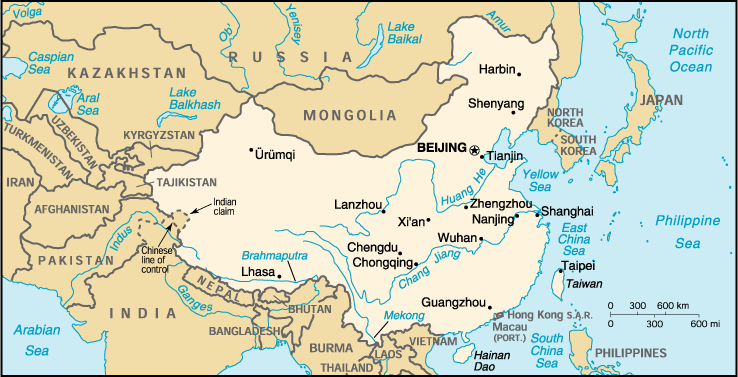 Volga
Ob'
Yenisey
Lake
Baikal
Amur
North
Pacific
Ocean
RUSSIA
Caspian
Sea
KAZAKHSTAN
Aral
Sea
Lake
Balkhash
Harbin
MONGOLIA
Shenyang
JAPAN
UZBEKISTAN
TURKMENISTAN
KYRGYZSTAN
NORTH
KOREA
Ürümqi
BEIJING
Tianjin
SOUTH
KOREA
TAJIKISTAN
IRAN
Huang He
Yellow
Sea
AFGHANISTAN
Indian
claim
Lanzhou
Zhengzhou
Xi'an
Nanjing
Shanghai
Philippine
Sea
Indus
Chinese
line of
control
Wuhan
East
China
Sea
PAKISTAN
Brahmaputra
Chengdu
Chongqing
Chang Jiang
Lhasa
Taipei
Taiwan
NEPAL
Ganges
BHUTAN
Guangzhou
Hong Kong S.A.R.
Macau
(PORT.)
0 300 600 km
0 300 600 mi
INDIA
BANGLADESH
Mekong
Arabian
Sea
BURMA
LAOS
VIETNAM
THAILAND
Hainan
Dao
South
China
Sea
PHILIPPINES